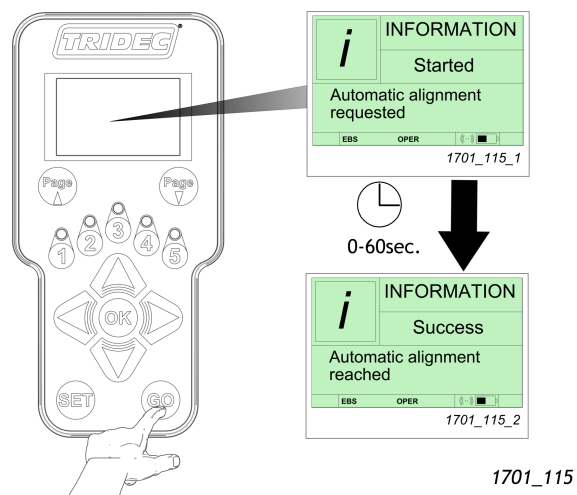 TRIDEC
Page
Page
1
2
3
4
5
OK
SET
GO
i
INFORMATION
Started
Automatic alignment
requested
EBS OPER
1701_115_1
0-60sec.
i
INFORMATION
Success
Automatic alignment
reached
EBS OPER
1701_115_2
1701_115